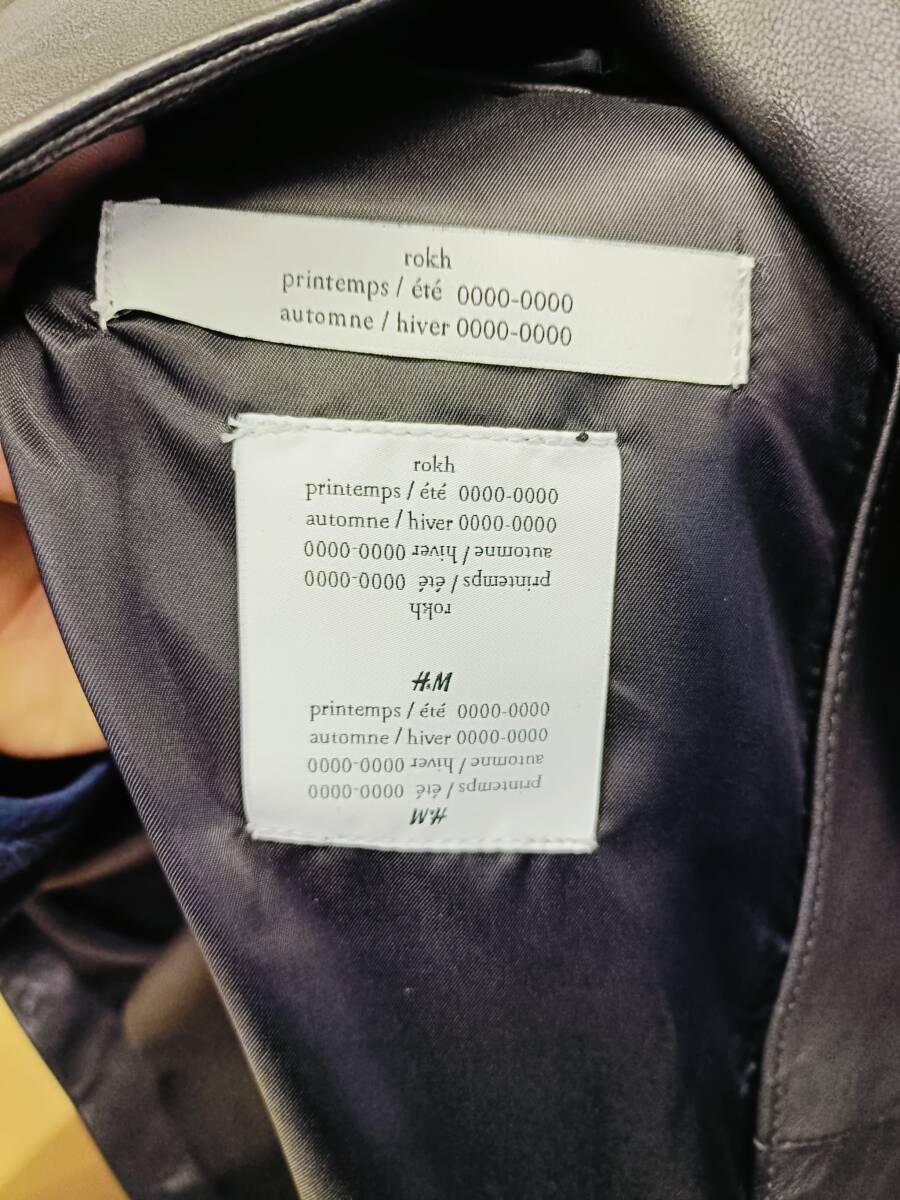 rokh
printemps / été 0000-0000
automne / hiver 0000-0000
rokh
printemps / été 0000-0000
automne / hiver 0000-0000
automne / hiver 0000-0000
printemps / été 0000-0000
rokh
H&M
printemps / été 0000-0000
automne / hiver 0000-0000
automne / hiver 0000-0000
printemps / été 0000-0000
H&M